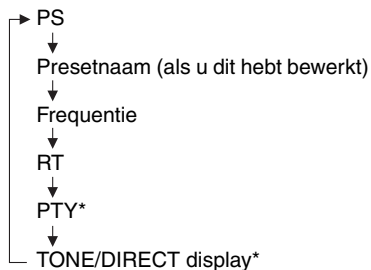 PS
Presetnaam (als u dit hebt bewerkt)
Frequentie
RT
PTY*
TONE/DIRECT display*